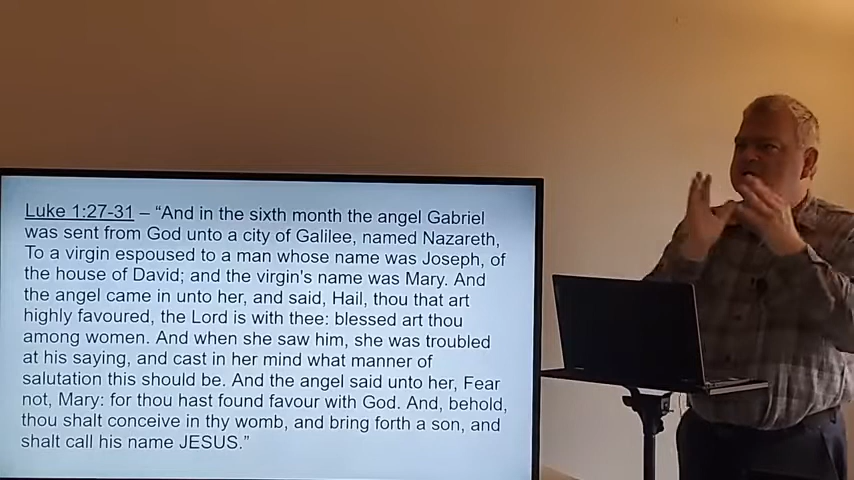 Luke 1:27-31 – “And in the sixth month the angel Gabriel
was sent from God unto a city of Galilee, named Nazareth,
To a virgin espoused to a man whose name was Joseph, of
the house of David; and the virgin's name was Mary. And
the angel came in unto her, and said, Hail, thou that art
highly favoured, the Lord is with thee: blessed art thou
among women. And when she saw him, she was troubled
at his saying, and cast in her mind what manner of
salutation this should be. And the angel said unto her, Fear
not, Mary: for thou hast found favour with God. And, behold,
thou shalt conceive in thy womb, and bring forth a son, and
shalt call his name JESUS.”